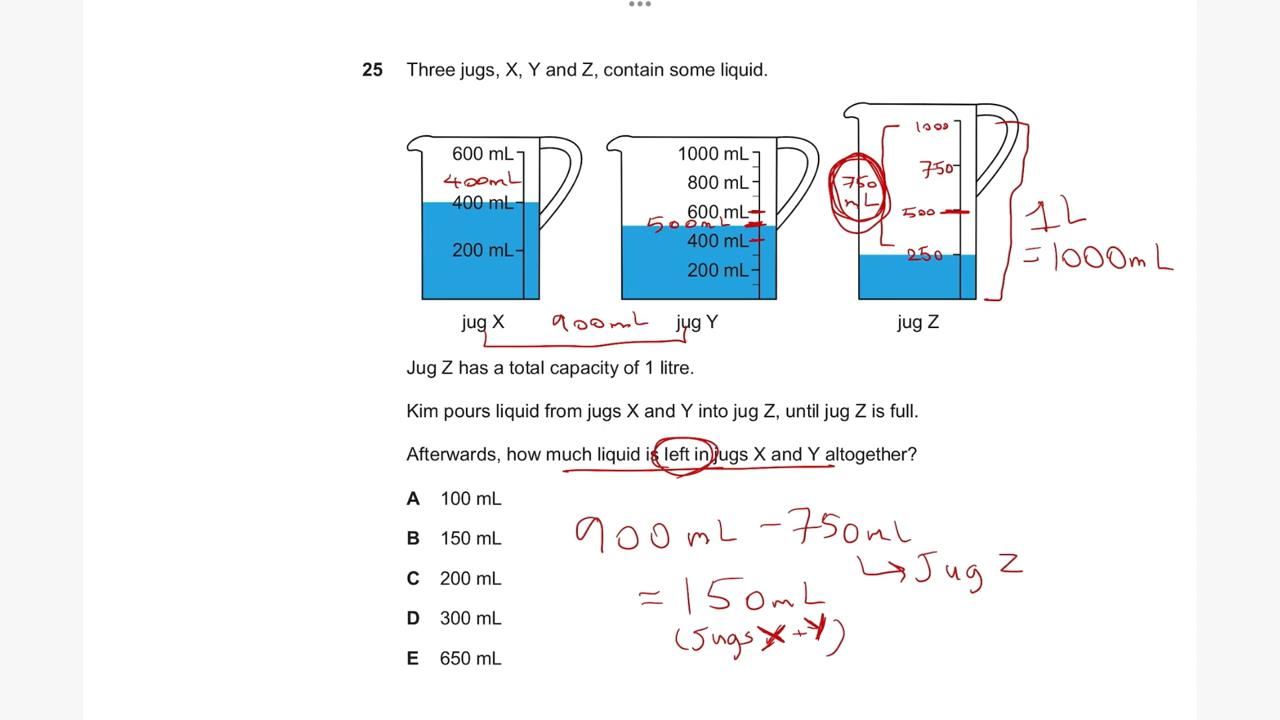 25 Three jugs, X, Y and Z, contain some liquid.
600 mL
400mL
400 mL
200 mL
1000 mL
800 mL
600 mL
500mL
400 mL
200 mL
1000
750
500
250
750
mL
1L
=1000mL
jug X
900mL
jug Y
jug Z
Jug Z has a total capacity of 1 litre.
Kim pours liquid from jugs X and Y into jug Z, until jug Z is full.
Afterwards, how much liquid is left in jugs X and Y altogether?
A 100 mL
B 150 mL
C 200 mL
D 300 mL
E 650 mL
900 mL - 750mL
↳ Jug Z
= 150mL
(Jugs X + Y)